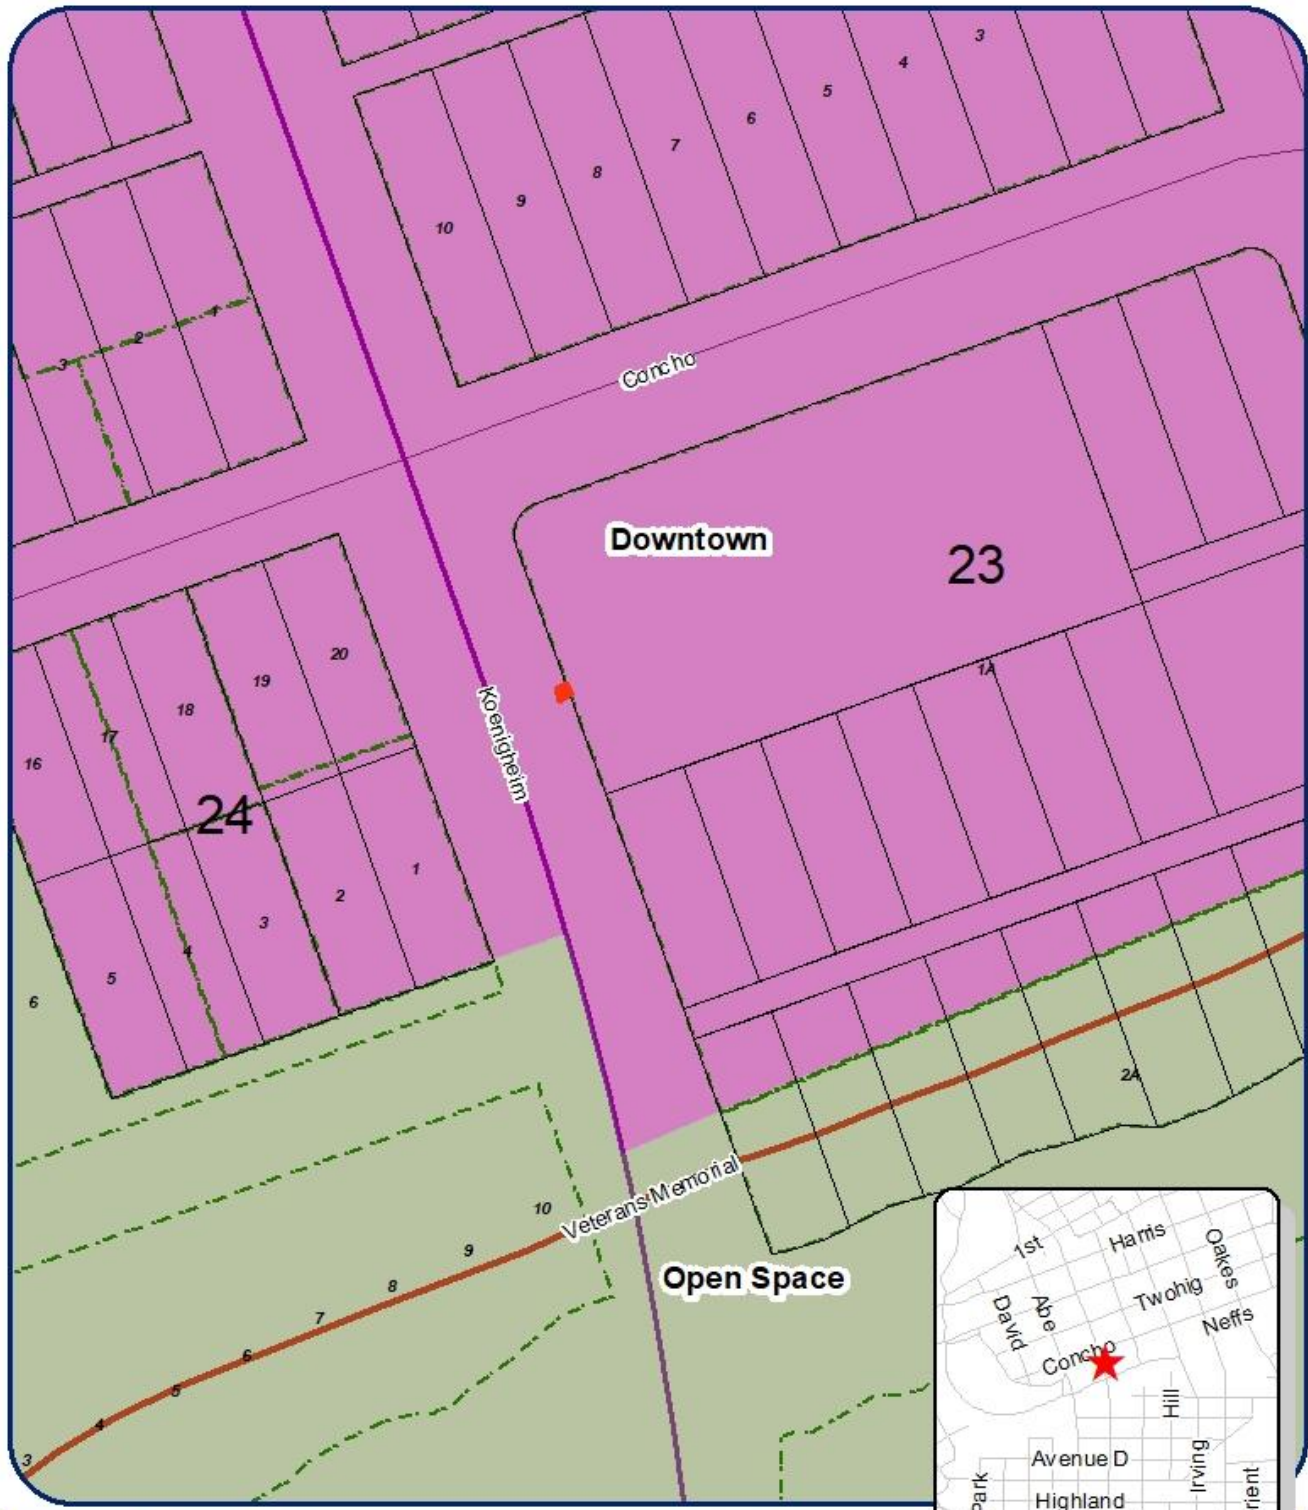 3
4
5
6
7
8
9
10
Concho
1
2
3
Downtown
23
20
19
18
17
16
1A
Koenigheim
24
1
2
3
4
5
6
2A
Veterans Memorial
10
9
8
7
6
5
4
3
Open Space
1st
Harris
Oakes
David
Abe
Twohig
Neffs
Concho
Hill
Avenue D
Irving
Park
Highland
rient